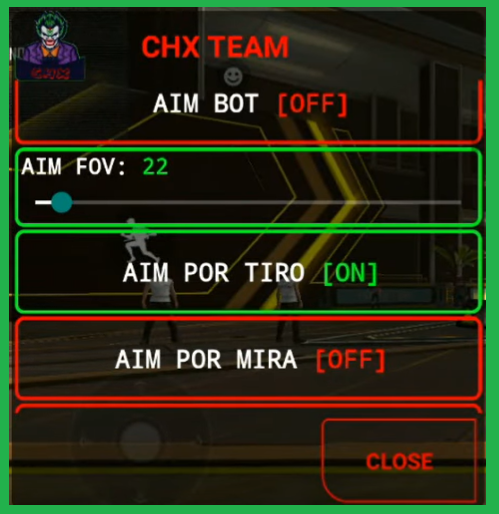 CHX TEAM
AIM BOT [OFF]
AIM FOV: 22
AIM POR TIRO [ON]
AIM POR MIRA [OFF]
CLOSE